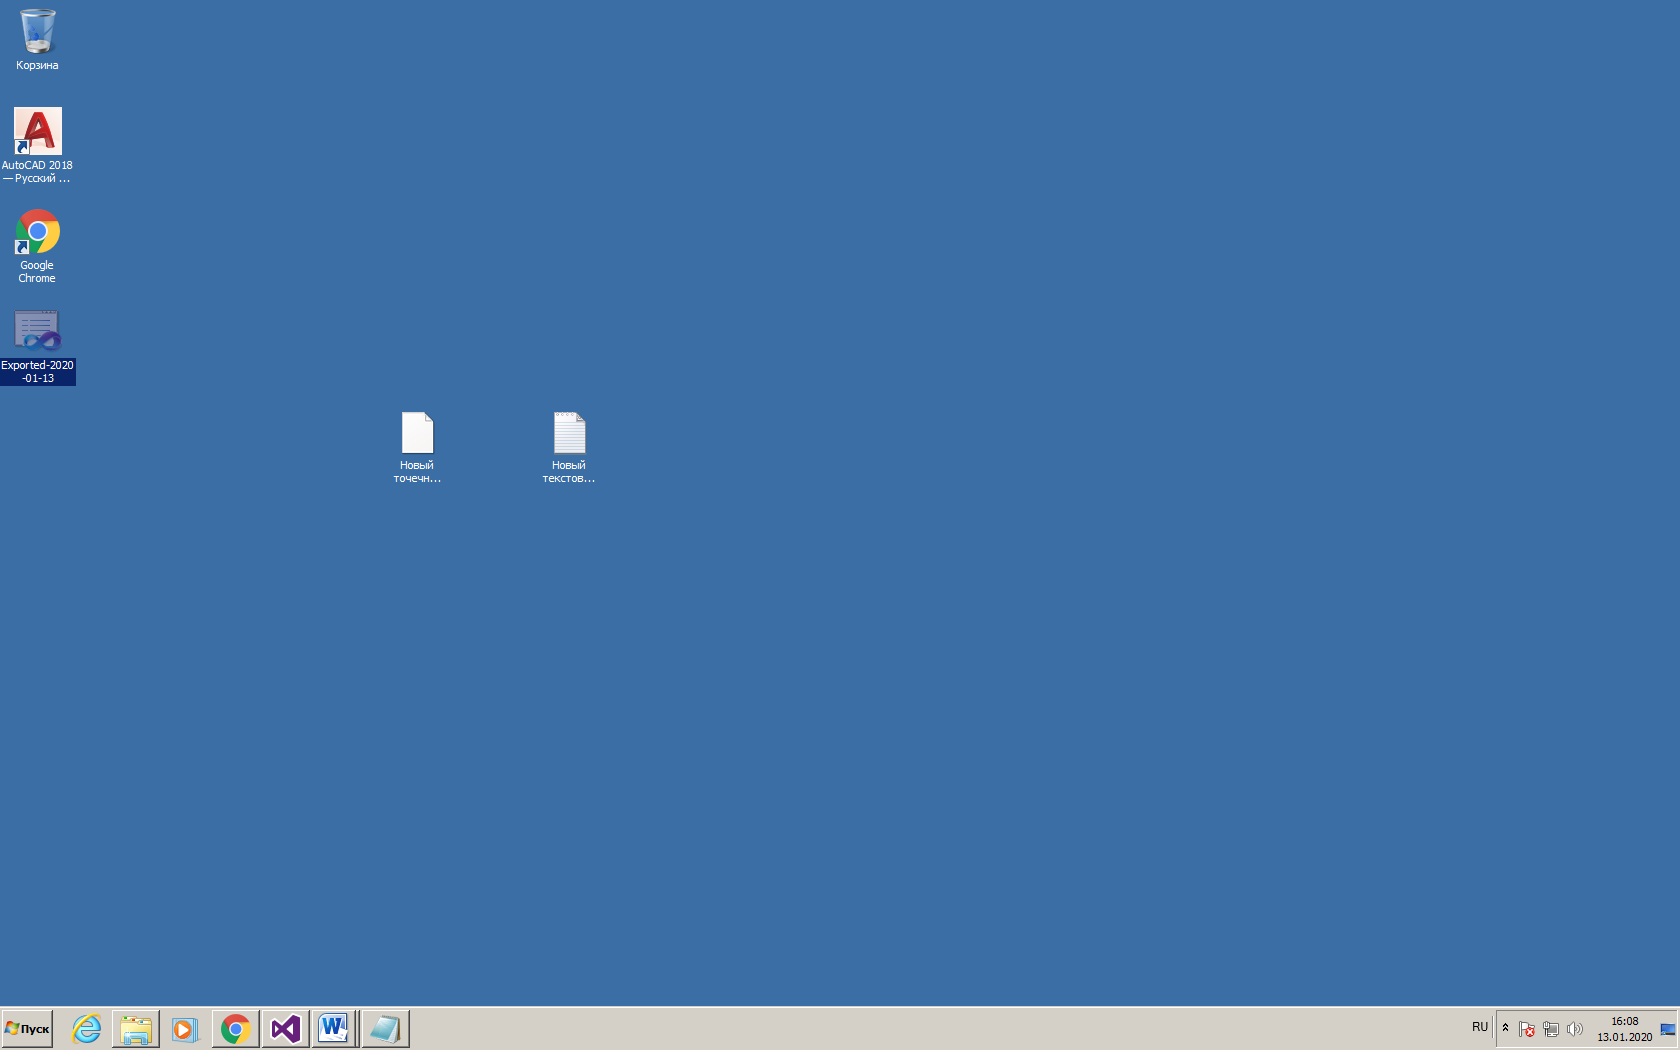 Корзина
AutoCAD 2018
— Русский ...
Google
Chrome
Exported-2020
-01-13
Новый
точечн...
Новый
текстов...
Пуск
RU
16:08
13.01.2020